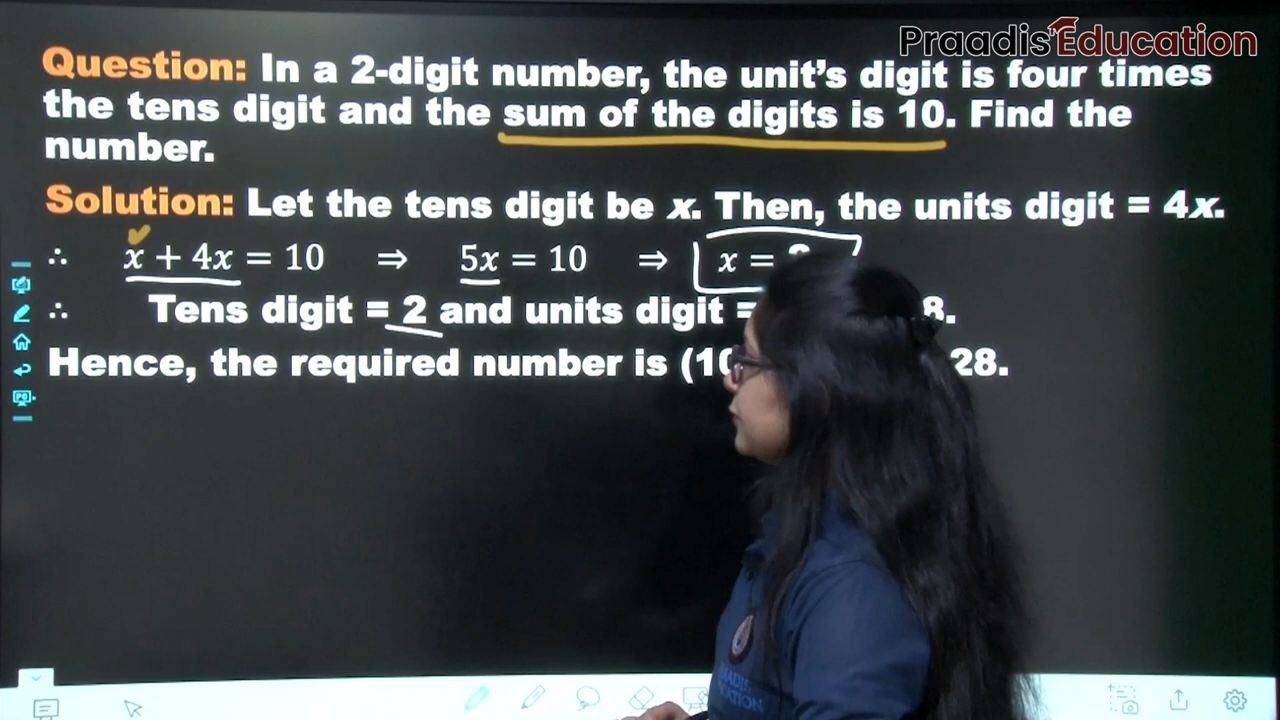 Praadis Education
Question: In a 2-digit number, the unit’s digit is four times
the tens digit and the sum of the digits is 10. Find the
number.
Solution: Let the tens digit be x. Then, the units digit = 4x.
∴ x + 4x = 10 ⇒ 5x = 10 ⇒ x =
∴ Tens digit = 2 and units digit = 8.
Hence, the required number is (10 28.